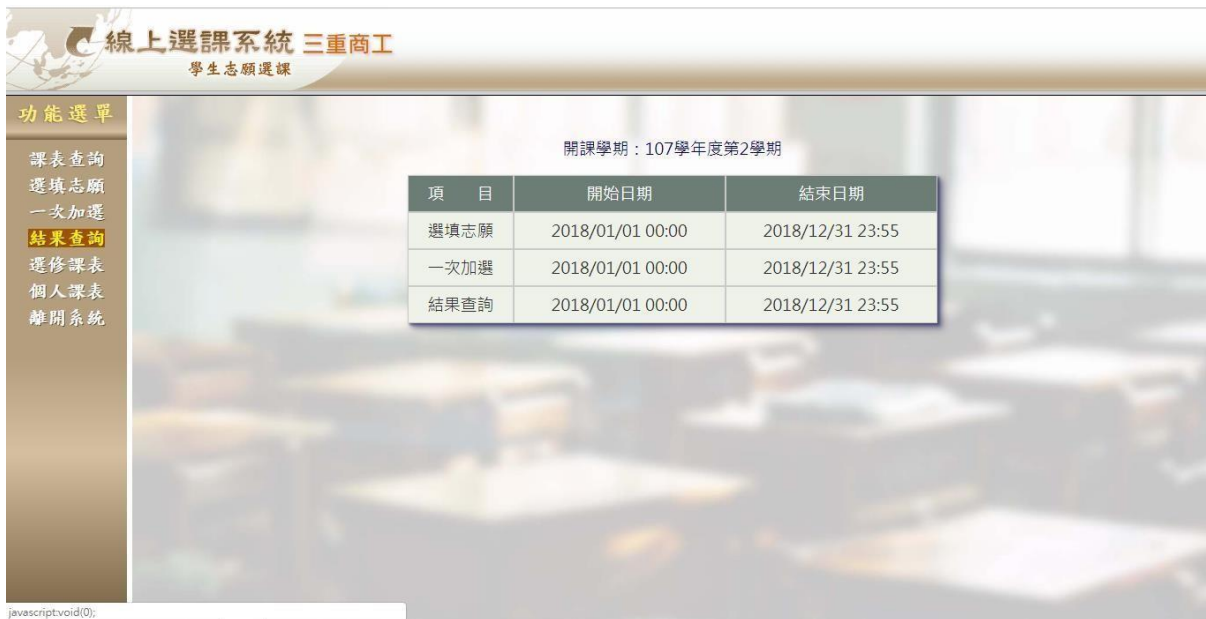 線上選課系統 三重商工
學生志願選課
功能選單
課表查詢
選填志願
一次加選
結果查詢
選修課表
個人課表
離開系統
開課學期：107學年度第2學期
項 目 開始日期 結束日期
選填志願 2018/01/01 00:00 2018/12/31 23:55
一次加選 2018/01/01 00:00 2018/12/31 23:55
結果查詢 2018/01/01 00:00 2018/12/31 23:55
javascript:void(0);